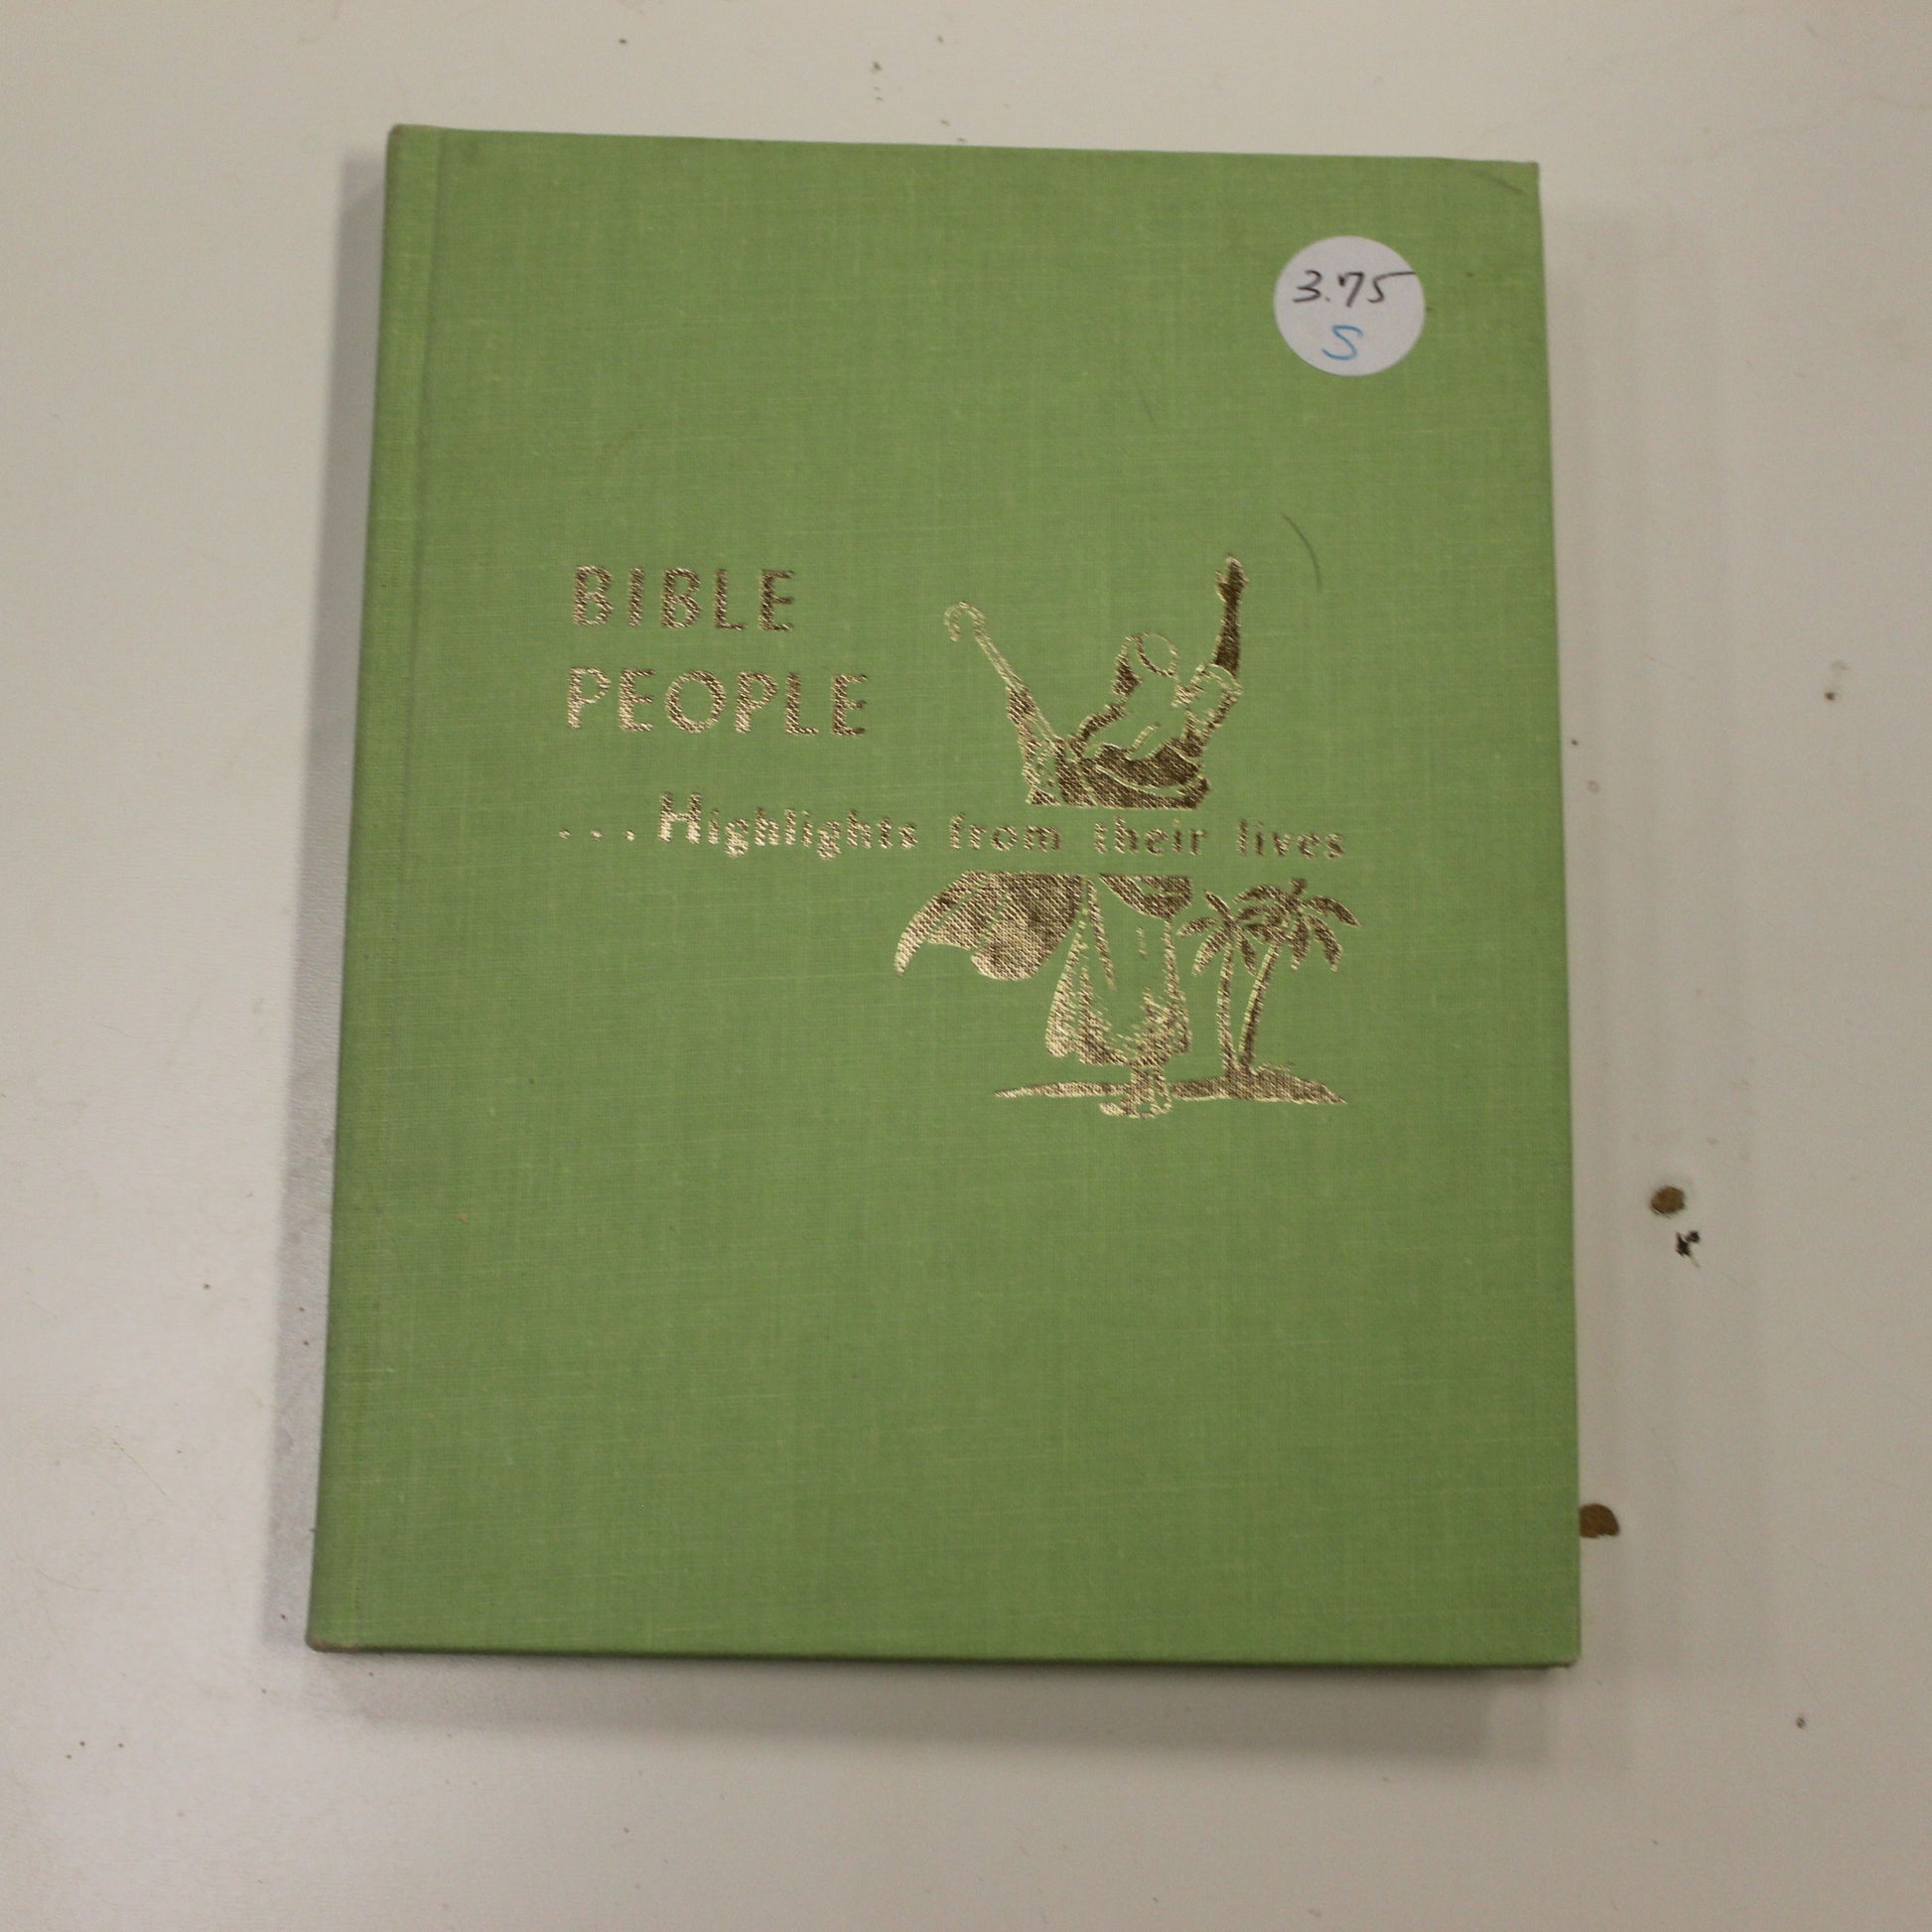 3.75
S
BIBLE
PEOPLE
. . . Highlights from their lives